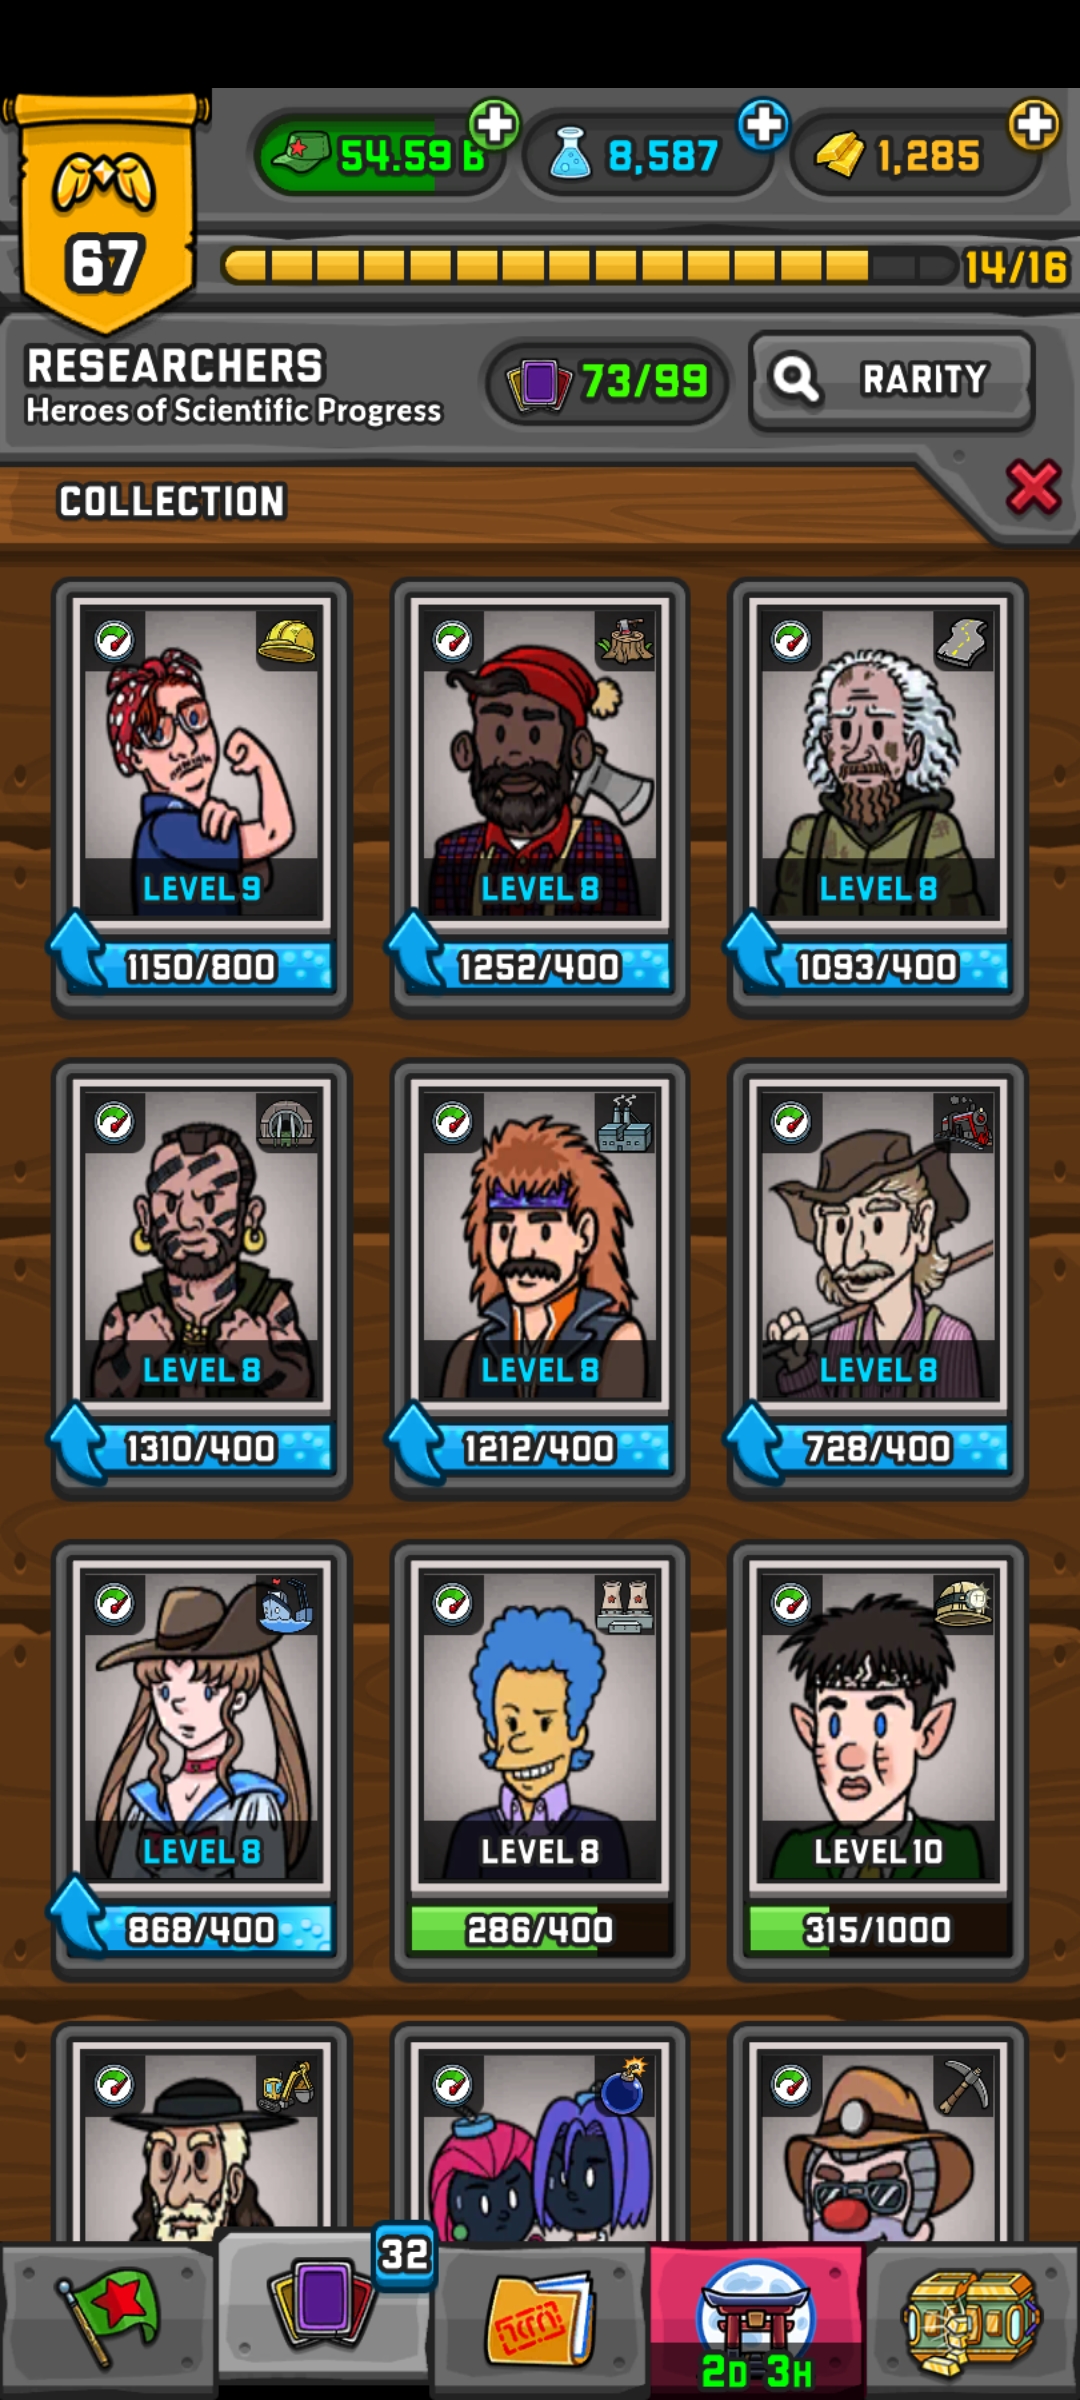 54.59 B
8,587
1,285
67
14/16
RESEARCHERS
Heroes of Scientific Progress
73/99
RARITY
COLLECTION
LEVEL 9
LEVEL 8
LEVEL 8
1150/800
1252/400
1093/400
LEVEL 8
LEVEL 8
LEVEL 8
1310/400
1212/400
728/400
LEVEL 8
LEVEL 8
LEVEL 10
868/400
286/400
315/1000
32
2D 3H